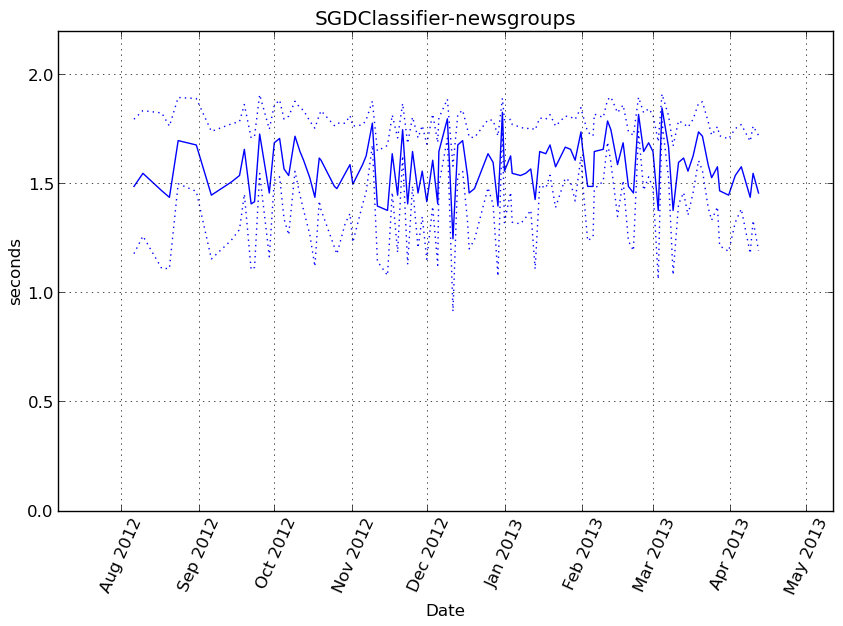 SGDClassifier-newsgroups
2.0
1.5
1.0
0.5
0.0
seconds
Aug 2012
Sep 2012
Oct 2012
Nov 2012
Dec 2012
Jan 2013
Feb 2013
Mar 2013
Apr 2013
May 2013
Date